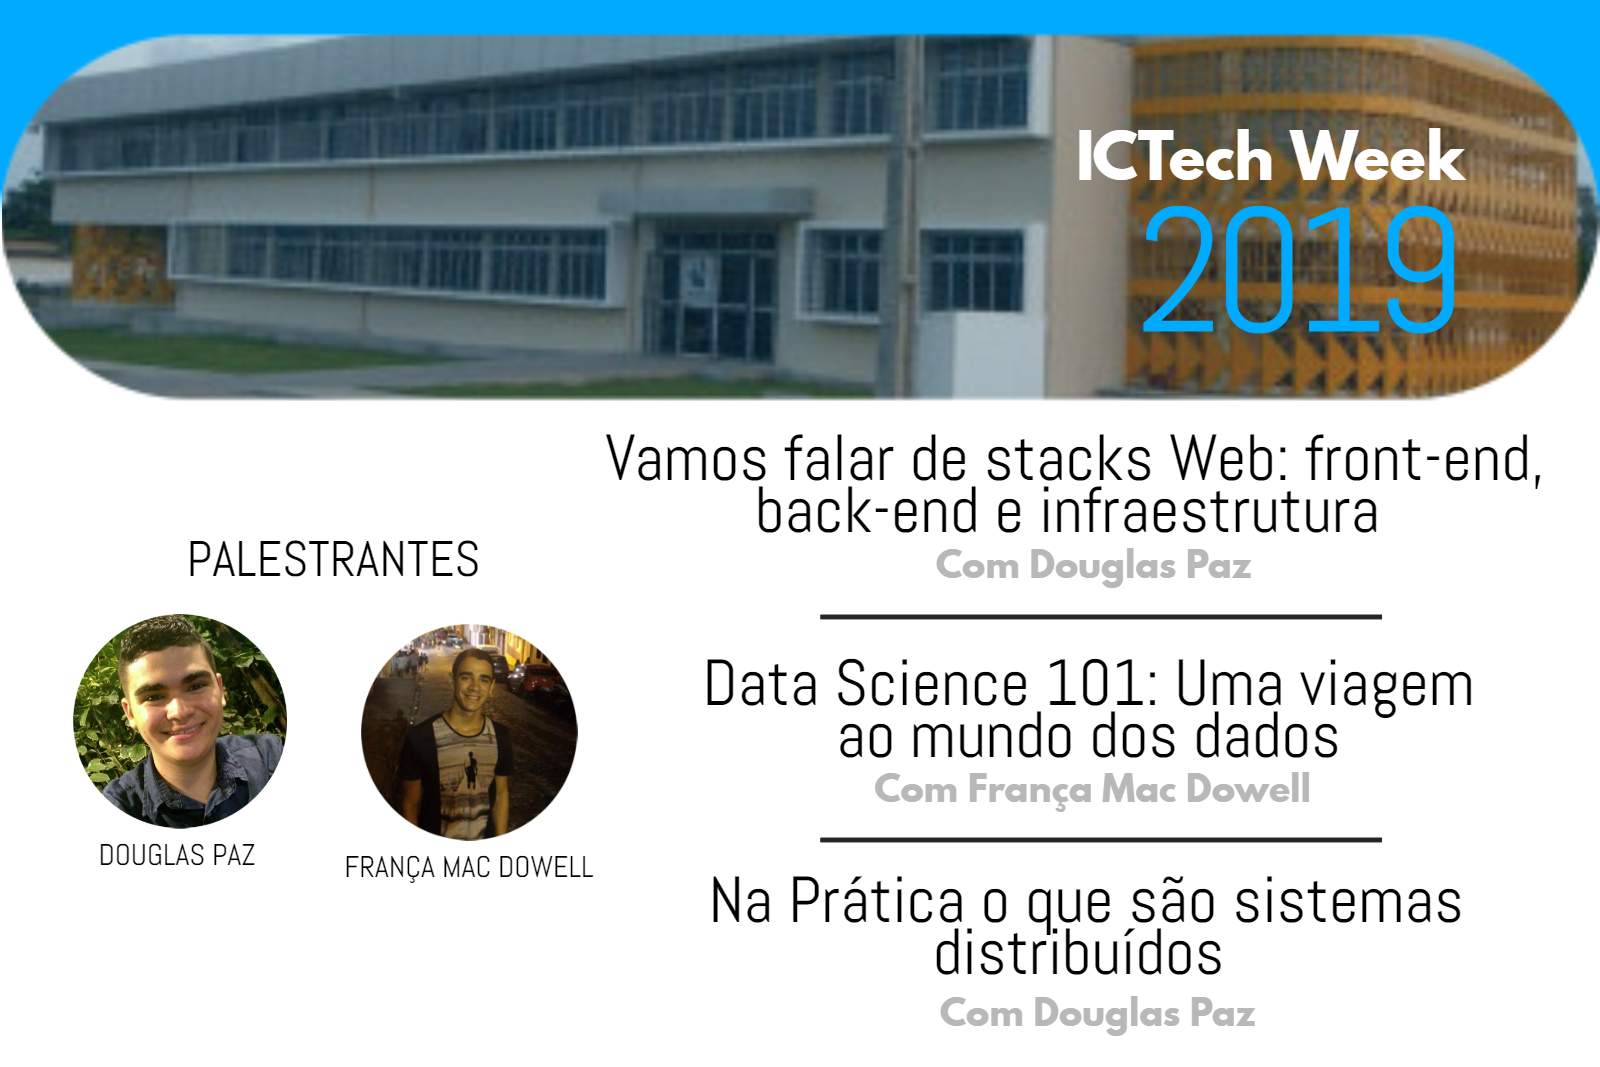 ICTech Week
2019
PALESTRANTES
DOUGLAS PAZ
FRANÇA MAC DOWELL
Vamos falar de stacks Web: front-end,
back-end e infraestrutura
Com Douglas Paz
Data Science 101: Uma viagem
ao mundo dos dados
Com França Mac Dowell
Na Prática o que são sistemas
distribuídos
Com Douglas Paz